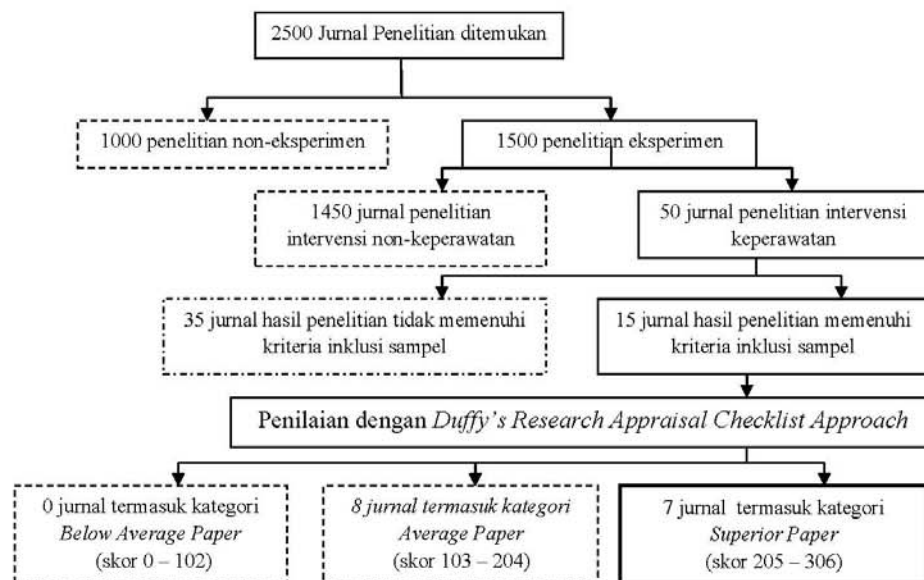 2500 Jurnal Penelitian ditemukan
1000 penelitian non-eksperimen
1500 penelitian eksperimen
1450 jurnal penelitian
intervensi non-keperawatan
50 jurnal penelitian intervensi
keperawatan
35 jurnal hasil penelitian tidak memenuhi
kriteria inklusi sampel
15 jurnal hasil penelitian memenuhi
kriteria inklusi sampel
Penilaian dengan Duffy's Research Appraisal Checklist Approach
0 jurnal termasuk kategori
Below Average Paper
(skor 0 – 102)
8 jurnal termasuk kategori
Average Paper
(skor 103 – 204)
7 jurnal termasuk kategori
Superior Paper
(skor 205 – 306)